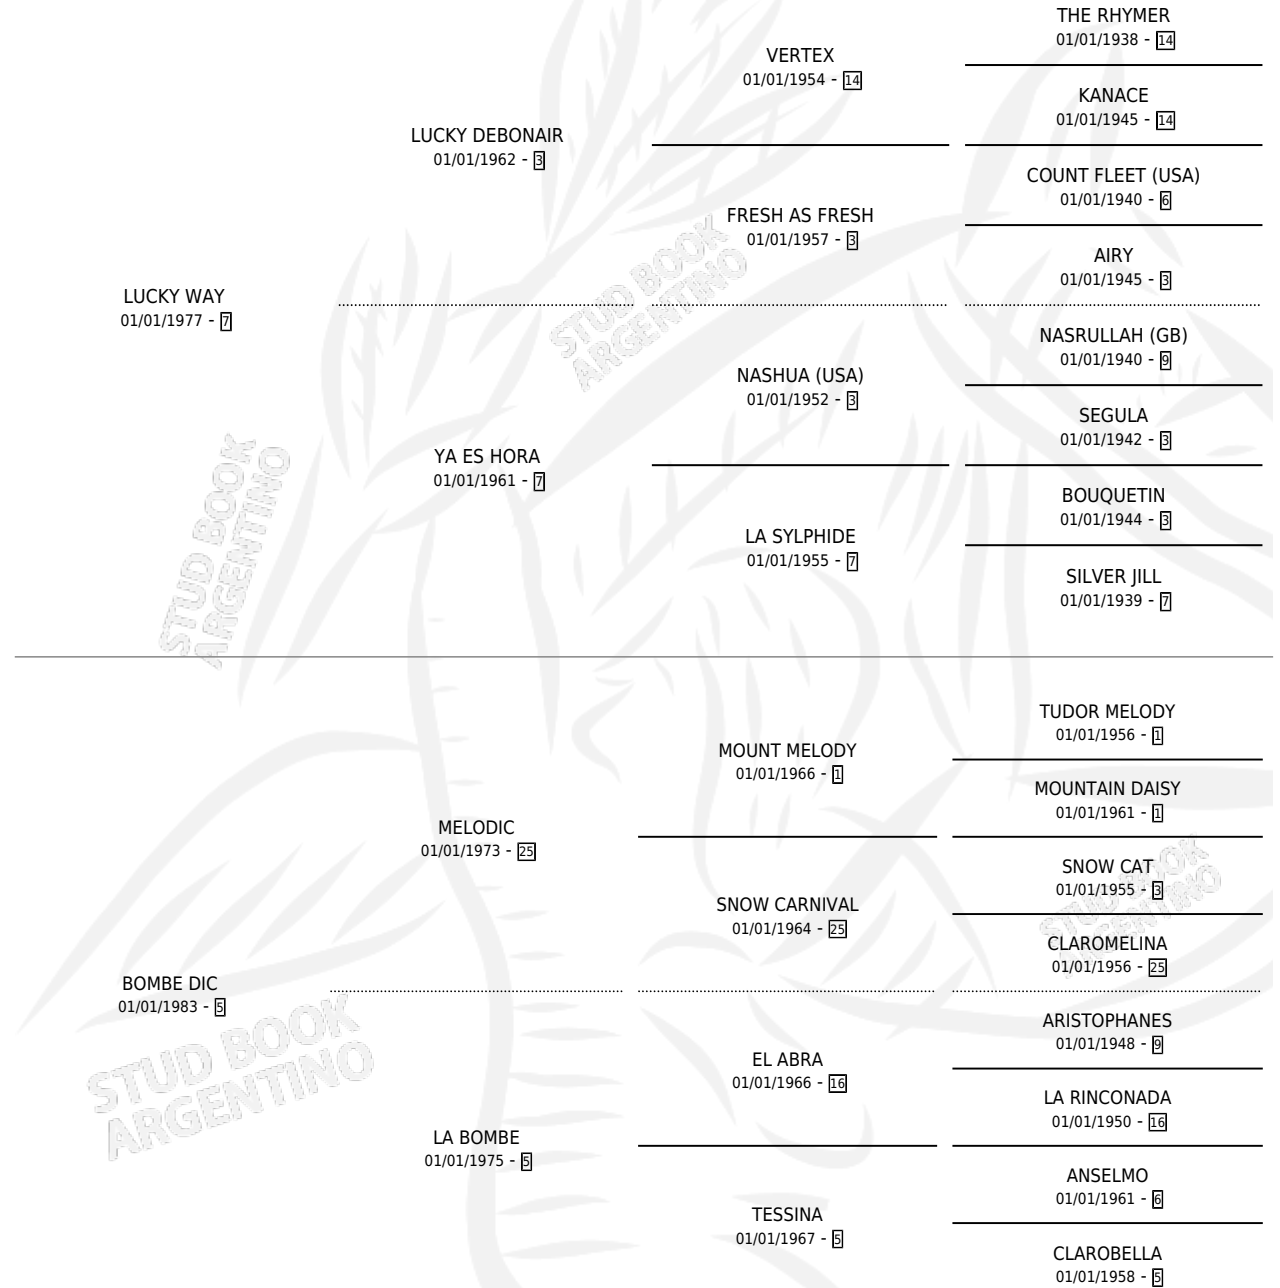 THE RHYMER
01/01/1938 - 14
VERTEX
01/01/1954 - 14
KANACE
01/01/1945 - 14
LUCKY DEBONAIR
01/01/1962 - 3
COUNT FLEET (USA)
01/01/1940 - 6
FRESH AS FRESH
01/01/1957 - 3
AIRY
01/01/1945 - 3
LUCKY WAY
01/01/1977 - 7
NASRULLAH (GB)
01/01/1940 - 9
NASHUA (USA)
01/01/1952 - 3
SEGULA
01/01/1942 - 3
YA ES HORA
01/01/1961 - 7
BOUQUETIN
01/01/1944 - 3
LA SYLPHIDE
01/01/1955 - 7
SILVER JILL
01/01/1939 - 7
STUD BOOK
ARGENTINO
STUD BOOK
ARGENTINO
TUDOR MELODY
01/01/1956 - 1
MOUNT MELODY
01/01/1966 - 1
MOUNTAIN DAISY
01/01/1961 - 1
MELODIC
01/01/1973 - 25
SNOW CAT
01/01/1955 - 3
SNOW CARNIVAL
01/01/1964 - 25
CLAROMELINA
01/01/1956 - 25
BOMBE DIC
01/01/1983 - 5
ARISTOPHANES
01/01/1948 - 9
EL ABRA
01/01/1966 - 16
LA RINCONADA
01/01/1950 - 16
LA BOMBE
01/01/1975 - 5
ANSELMO
01/01/1961 - 6
TESSINA
01/01/1967 - 5
CLAROBELLA
01/01/1958 - 5
STUD BOOK
ARGENTINO
STUD BOOK
ARGENTINO